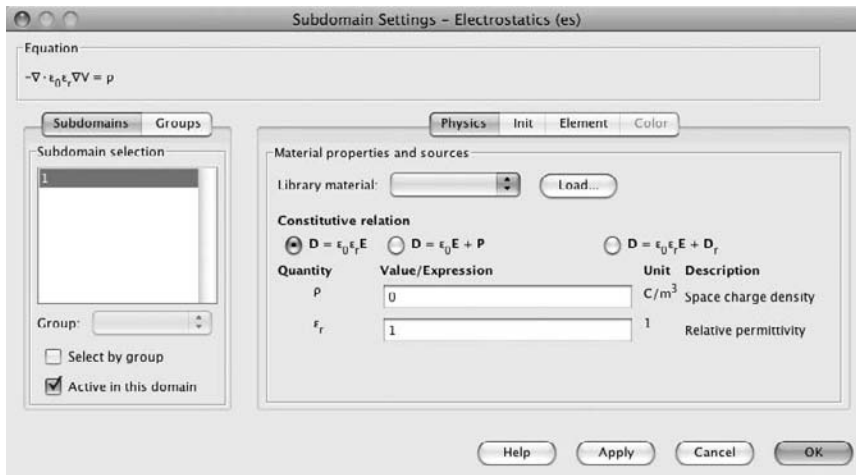 Subdomain Settings – Electrostatics (es)
Equation
-∇·ε0εr∇V = ρ
Subdomains Groups
Subdomain selection
1
Group:
Select by group
Active in this domain
Physics Init Element Color
Material properties and sources
Library material: Load...
Constitutive relation
D = ε0εrE D = ε0E + P D = ε0εrE + Dr
Quantity Value/Expression Unit Description
ρ 0 C/m³ Space charge density
εr 1 1 Relative permittivity
Help Apply Cancel OK